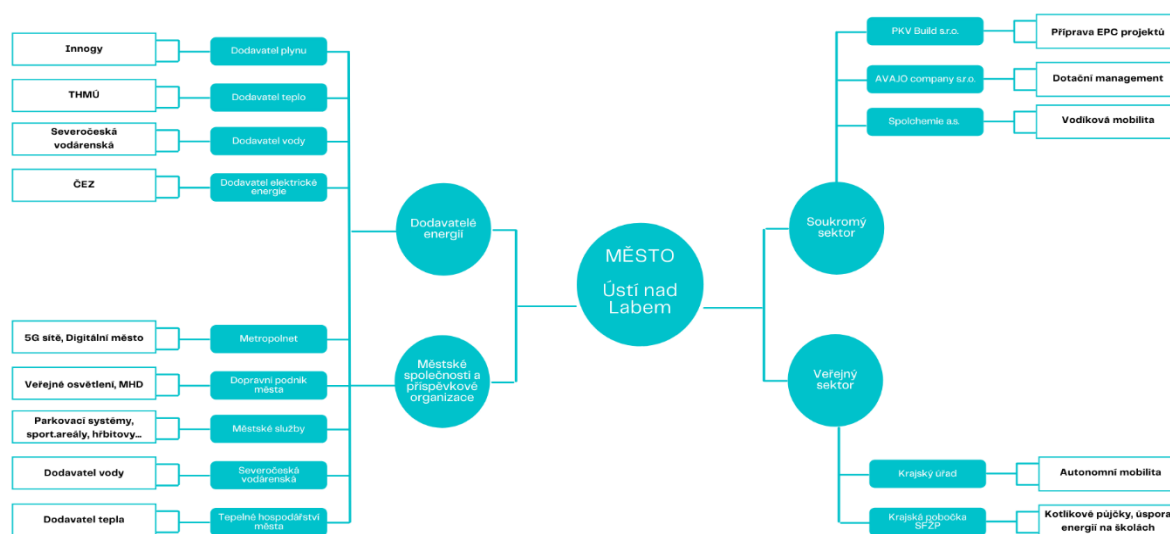 Innogy
Dodavatel plynu
THMÚ
Dodavatel teplo
Severočeská
vodárenská
Dodavatel vody
ČEZ
Dodavatel elektrické
energie
Dodavatelé
energií
5G sítě, Digitální město
Metropolnet
Veřejné osvětlení, MHD
Dopravní podnik
města
Parkovací systémy,
sport.areály, hřbitovy...
Městské služby
Dodavatel vody
Severočeská
vodárenská
Dodavatel tepla
Tepelné hospodářství
města
Městské
společnosti a
příspěvkové
organizace
MĚSTO
Ústí nad
Labem
PKV Build s.r.o.
Příprava EPC projektů
AVAJO company s.r.o.
Dotační management
Spolchemie a.s.
Vodíková mobilita
Soukromý
sektor
Veřejný
sektor
Krajský úřad
Autonomní mobilita
Krajská pobočka
SFŽP
Kotlíkové půjčky, úspora
energií na školách